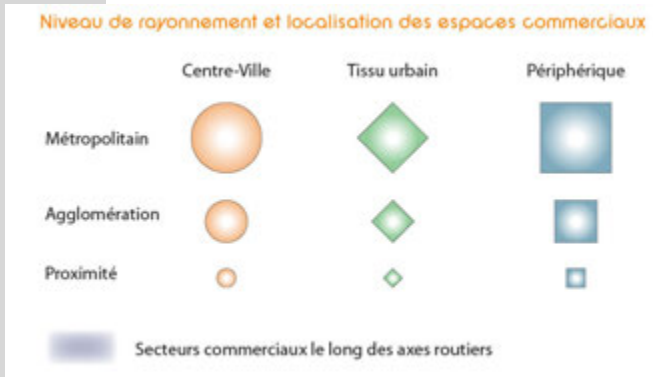 Niveau de rayonnement et localisation des espaces commerciaux
Centre-Ville Tissu urbain Périphérique
Métropolitain
Agglomération
Proximité
Secteurs commerciaux le long des axes routiers